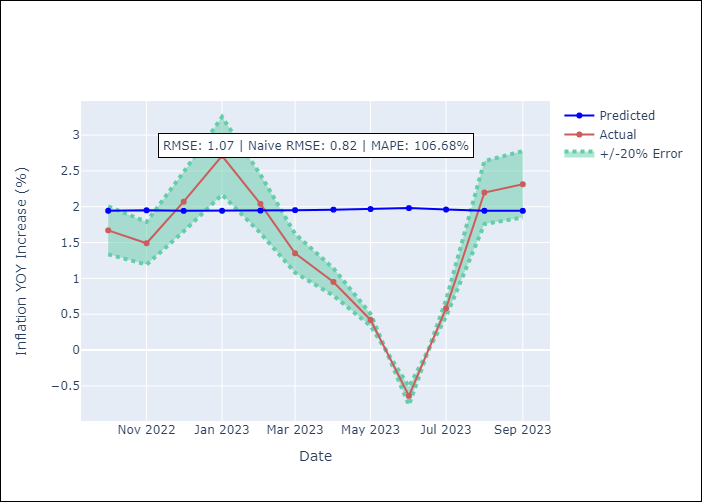 RMSE: 1.07 | Naive RMSE: 0.82 | MAPE: 106.68%
Predicted
Actual
+/-20% Error
Inflation YOY Increase (%)
3
2.5
2
1.5
1
0.5
0
−0.5
Nov 2022
Jan 2023
Mar 2023
May 2023
Jul 2023
Sep 2023
Date